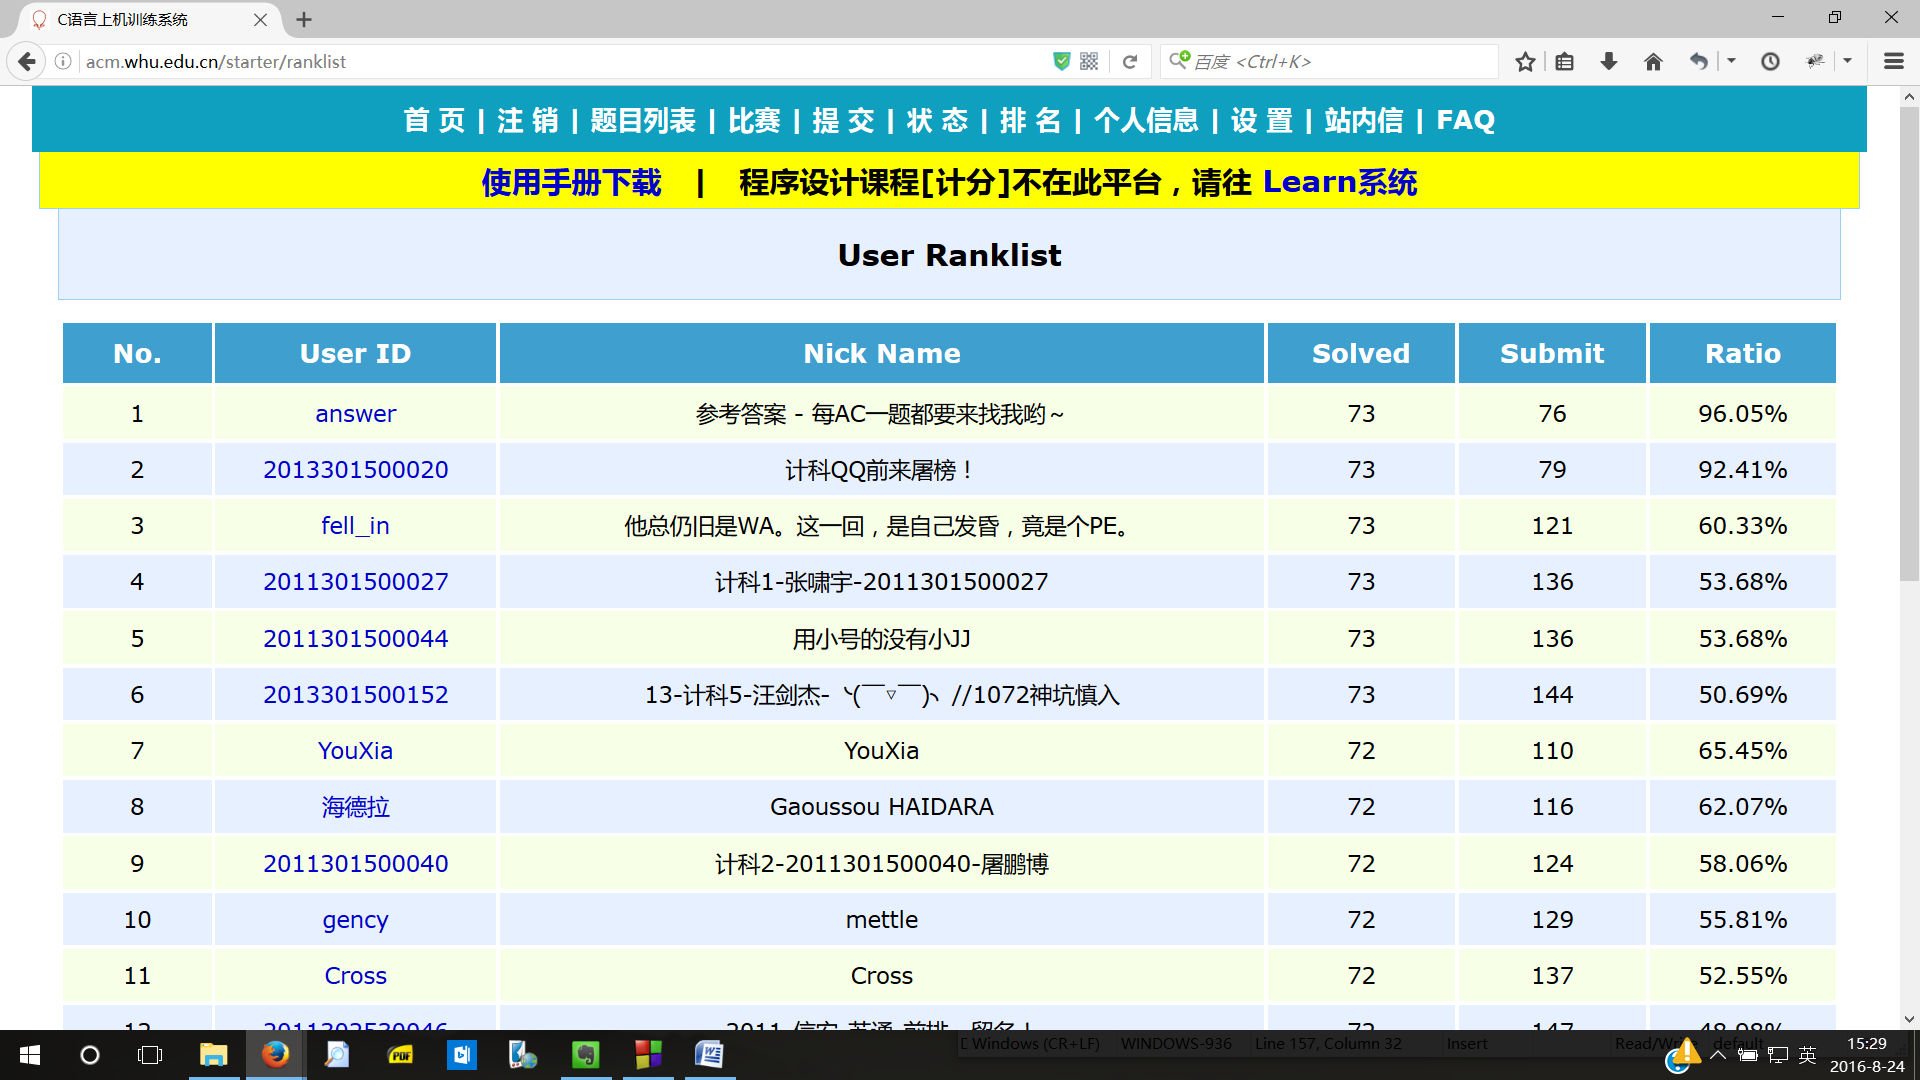 C语言上机训练系统
acm.whu.edu.cn/starter/ranklist
百度 <Ctrl+K>
首 页 | 注 销 | 题目列表 | 比赛 | 提 交 | 状 态 | 排 名 | 个人信息 | 设 置 | 站内信 | FAQ
使用手册下载 | 程序设计课程[计分]不在此平台，请往 Learn系统
User Ranklist
No. User ID Nick Name Solved Submit Ratio
1 answer 参考答案 - 每AC一题都要来找我哟～ 73 76 96.05%
2 2013301500020 计科QQ前来屠榜！ 73 79 92.41%
3 fell_in 他总仍旧是WA。这一回，是自己发昏，竟是个PE。 73 121 60.33%
4 2011301500027 计科1-张啸宇-2011301500027 73 136 53.68%
5 2011301500044 用小号的没有小JJ 73 136 53.68%
6 2013301500152 13-计科5-汪剑杰-╰(￣▽￣)╮//1072神坑慎入 73 144 50.69%
7 YouXia YouXia 72 110 65.45%
8 海德拉 Gaoussou HAIDARA 72 116 62.07%
9 2011301500040 计科2-2011301500040-屠鹏博 72 124 58.06%
10 gency mettle 72 129 55.81%
11 Cross Cross 72 137 52.55%
12 2011302530046 72 147 48.98%
Windows (CR+LF) WINDOWS-936 Line 157, Column 32 Insert Read/Write default
PDF
英
15:29
2016-8-24